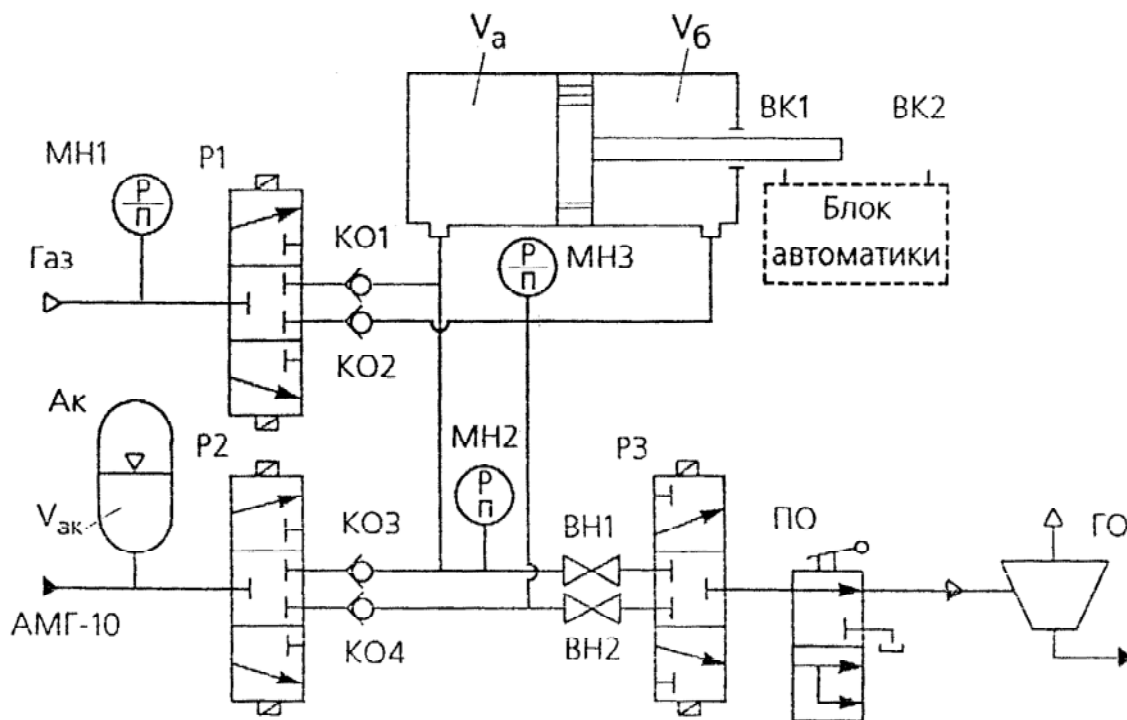 Vа
Vб
ВК1
ВК2
МН1
Р1
Р
П
Блок
автоматики
Газ
КО1
Р
П
МН3
КО2
Ак
Р2
МН2
Р3
Vак
Р
П
КО3
ВН1
ПО
ГО
АМГ-10
КО4
ВН2